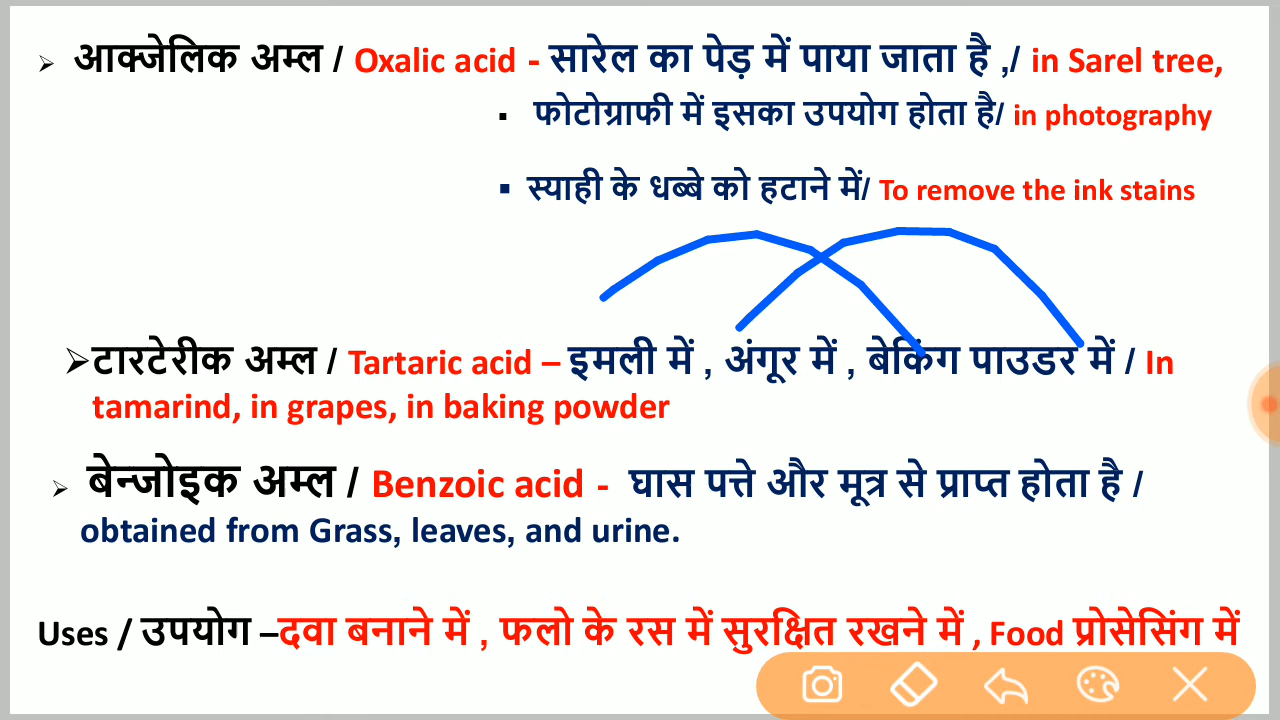 ➢ आक्जेलिक अम्ल / Oxalic acid - सारेल का पेड़ में पाया जाता है ,/ in Sarel tree,
▪ फोटोग्राफी में इसका उपयोग होता है/ in photography
▪ स्याही के धब्बे को हटाने में/ To remove the ink stains
➢टारटेरीक अम्ल / Tartaric acid – इमली में , अंगूर में , बेकिंग पाउडर में / In
tamarind, in grapes, in baking powder
➢ बेन्जोइक अम्ल / Benzoic acid - घास पत्ते और मूत्र से प्राप्त होता है /
obtained from Grass, leaves, and urine.
Uses / उपयोग –दवा बनाने में , फलो के रस में सुरक्षित रखने में , Food प्रोसेसिंग में